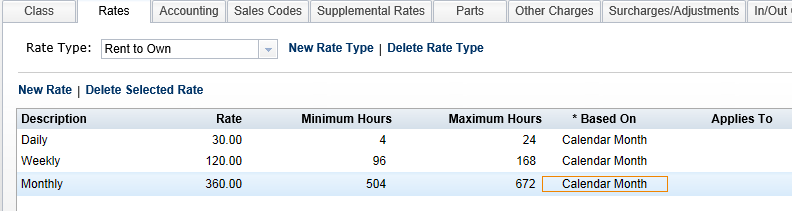 Class Rates Accounting Sales Codes Supplemental Rates Parts Other Charges Surcharges/Adjustments In/Out
Rate Type: Rent to Own New Rate Type | Delete Rate Type
New Rate | Delete Selected Rate
Description Rate Minimum Hours Maximum Hours * Based On Applies To
Daily 30.00 4 24 Calendar Month
Weekly 120.00 96 168 Calendar Month
Monthly 360.00 504 672 Calendar Month